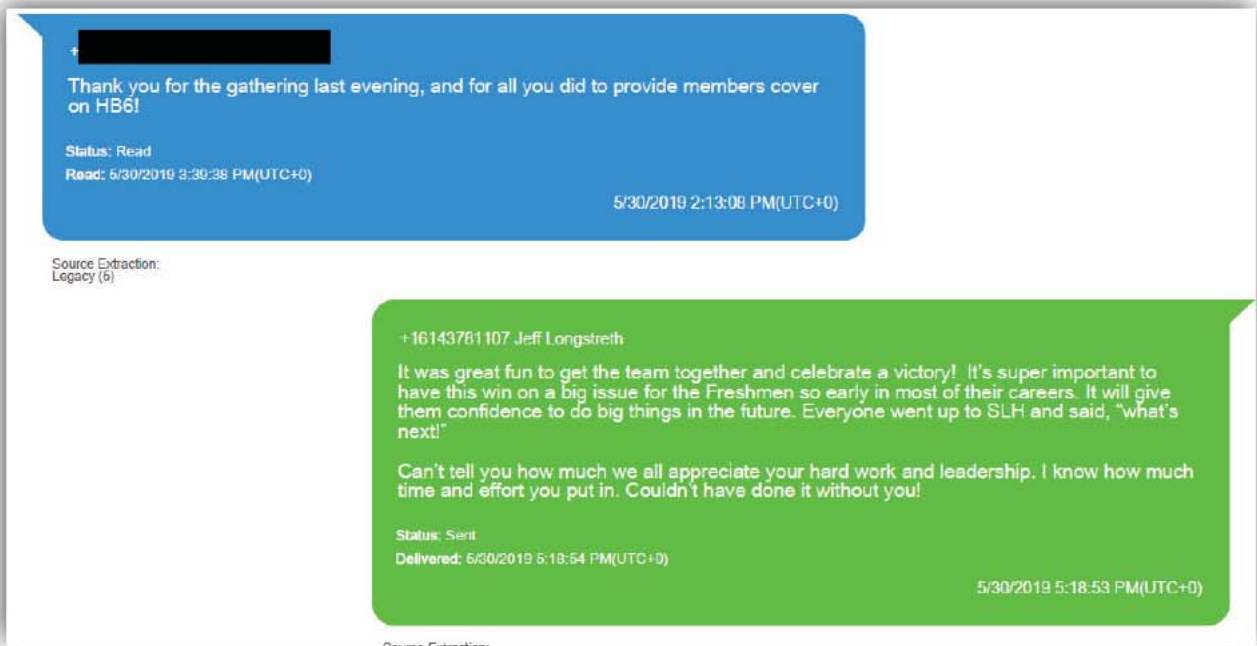 +
Thank you for the gathering last evening, and for all you did to provide members cover
on HB6!
Status: Read
Read: 5/30/2019 3:39:38 PM(UTC+0)
5/30/2019 2:13:08 PM(UTC+0)
Source Extraction:
Legacy (5)
+16143781107 Jeff Longstreth
It was great fun to get the team together and celebrate a victory!  It's super important to
have this win on a big issue for the Freshmen so early in most of their careers. It will give
them confidence to do big things in the future. Everyone went up to SLH and said, "what's
next!"
Can't tell you how much we all appreciate your hard work and leadership. I know how much
time and effort you put in. Couldn't have done it without you!
Status: Sent
Delivered: 5/30/2019 5:18:54 PM(UTC+0)
5/30/2019 5:18:53 PM(UTC+0)
Source Extraction: